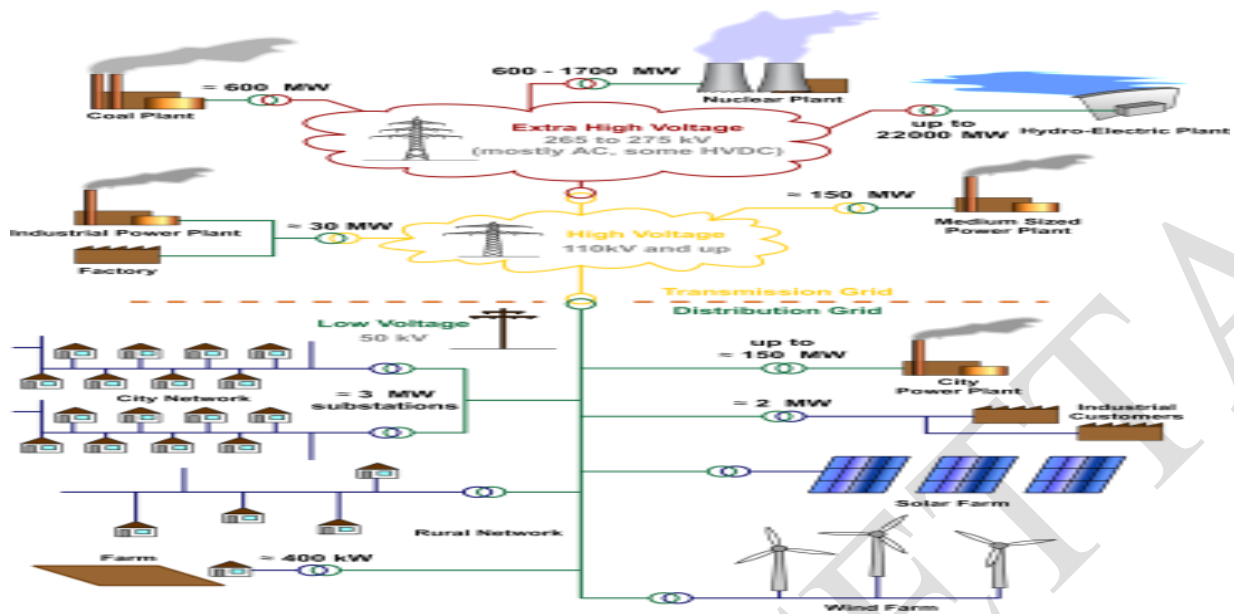 ≈ 600 MW
Coal Plant
600 - 1700 MW
Nuclear Plant
Extra High Voltage
265 to 275 kV
(mostly AC, some HVDC)
up to
22000 MW
Hydro-Electric Plant
Industrial Power Plant
Factory
≈ 30 MW
High Voltage
110kV and up
≈ 150 MW
Medium Sized
Power Plant
Transmission Grid
Distribution Grid
Low Voltage
50 kV
City Network
≈ 3 MW
substations
up to
≈ 150 MW
City
Power Plant
≈ 2 MW
Industrial
Customers
Solar Farm
Rural Network
Farm
≈ 400 kW
Wind Farm
ETTA